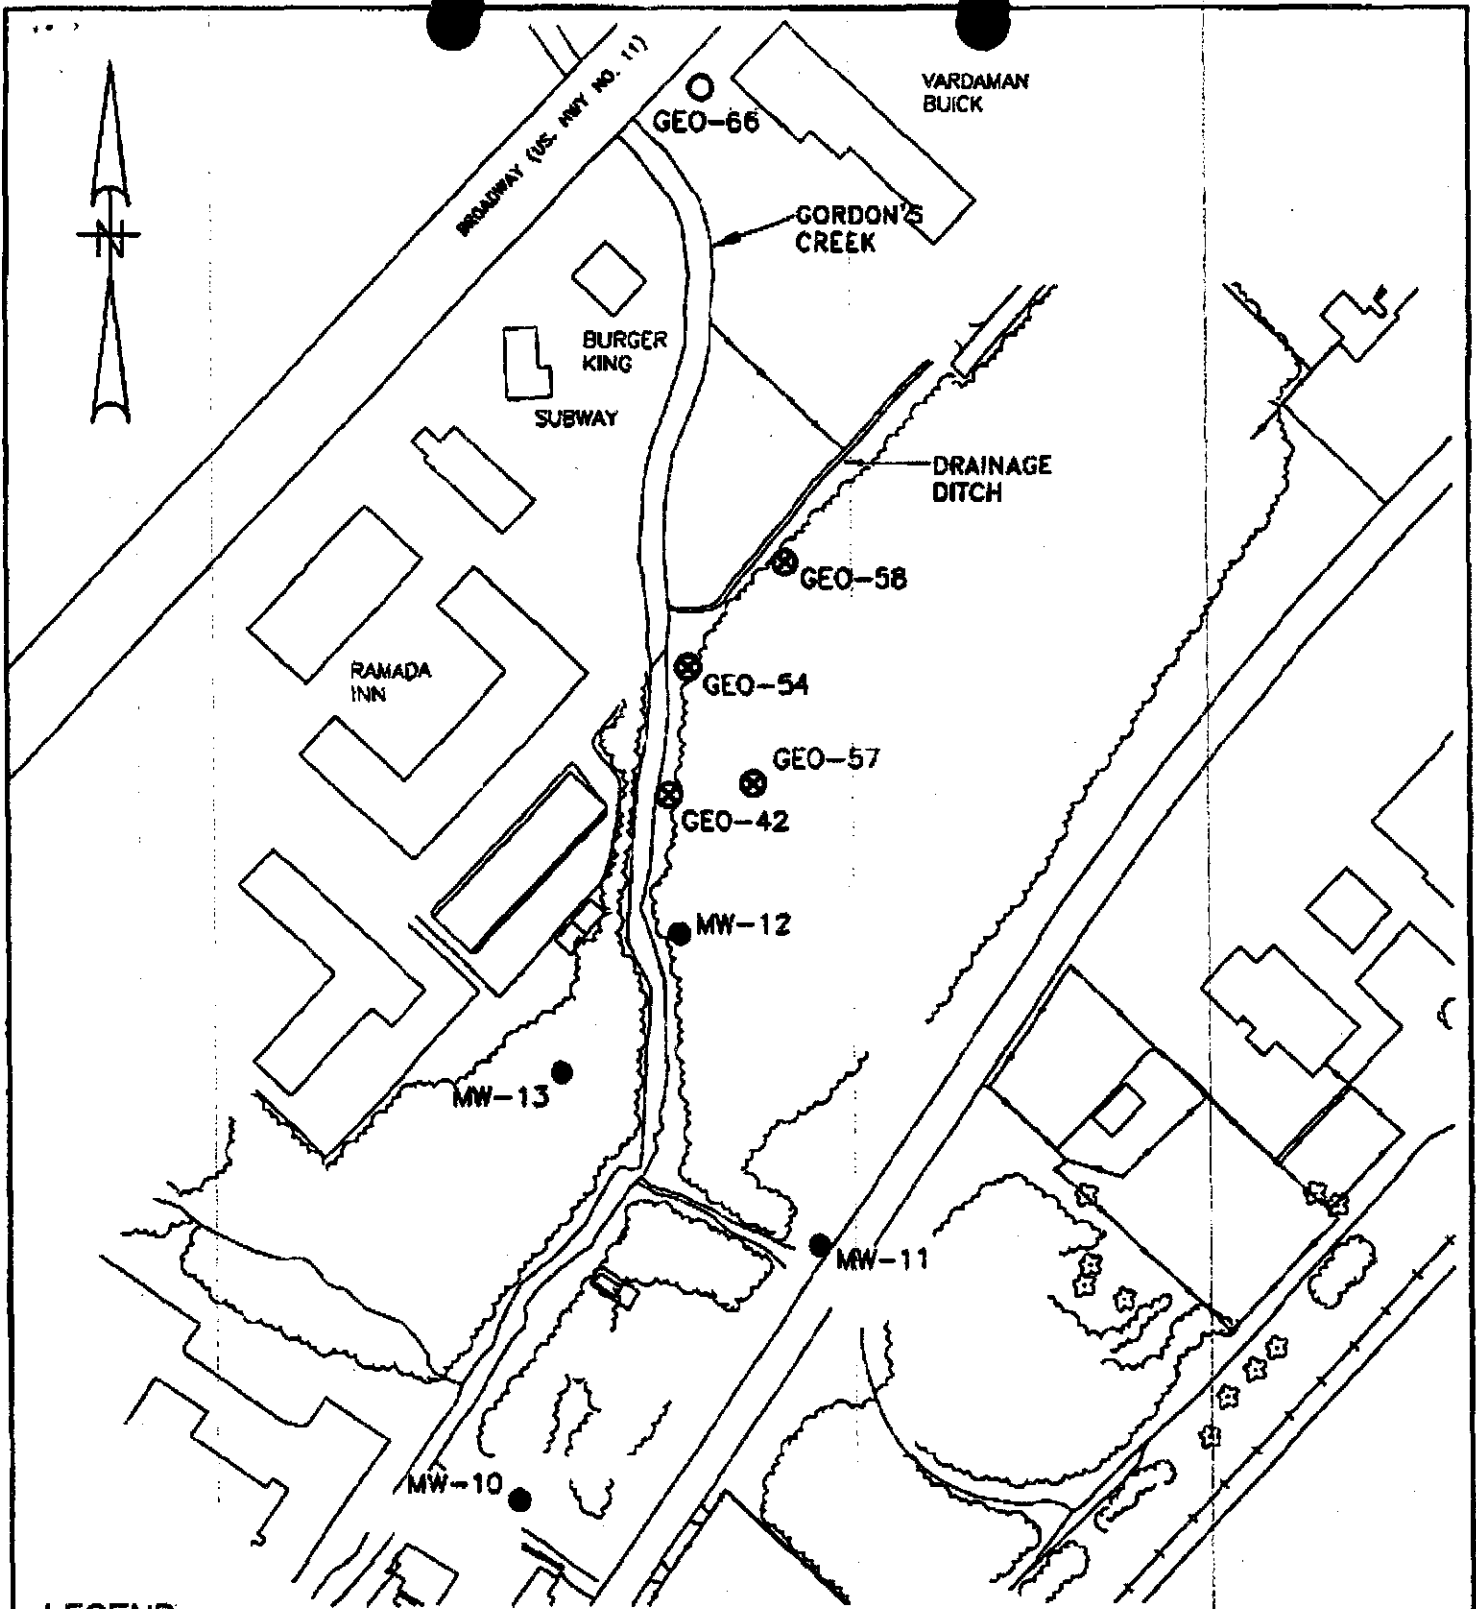 VARDAMAN
BUICK
BROADWAY (US. HWY NO. 11)
GEO-66
N
GORDON'S
CREEK
BURGER
KING
SUBWAY
DRAINAGE
DITCH
GEO-58
RAMADA
INN
GEO-54
GEO-57
GEO-42
MW-12
MW-13
MW-11
MW-10
LEGEND